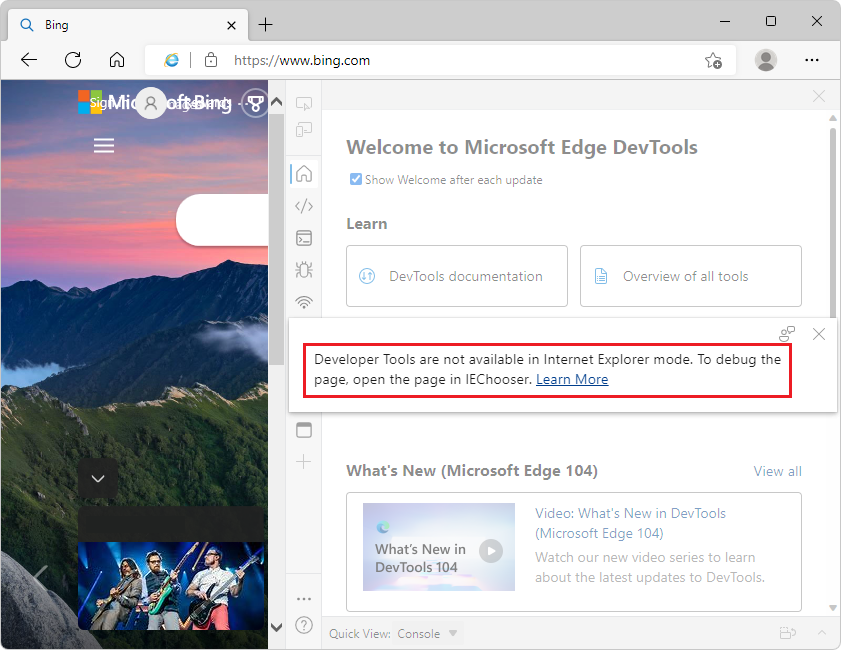 Bing
https://www.bing.com
Microsoft Bing
Welcome to Microsoft Edge DevTools
Show Welcome after each update
Learn
DevTools documentation
Overview of all tools
Developer Tools are not available in Internet Explorer mode. To debug the
page, open the page in IEChooser. Learn More
What's New (Microsoft Edge 104)
View all
What's New in
DevTools 104
Video: What's New in DevTools
(Microsoft Edge 104)
Watch our new video series to learn
about the latest updates to DevTools.
Quick View: Console